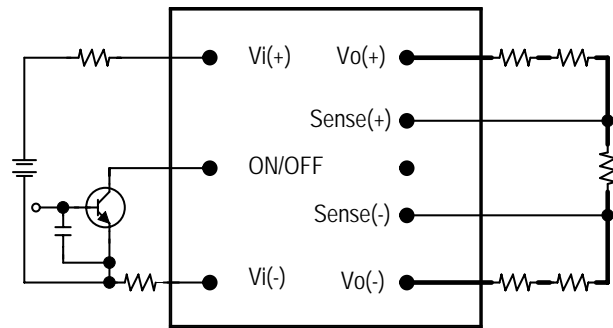 Vi(+) Vo(+)
Sense(+)
ON/OFF
Sense(-)
Vi(-) Vo(-)